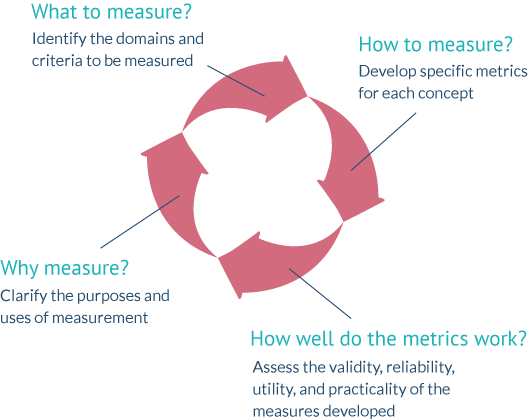 What to measure?
Identify the domains and
criteria to be measured
How to measure?
Develop specific metrics
for each concept
Why measure?
Clarify the purposes and
uses of measurement
How well do the metrics work?
Assess the validity, reliability,
utility, and practicality of the
measures developed